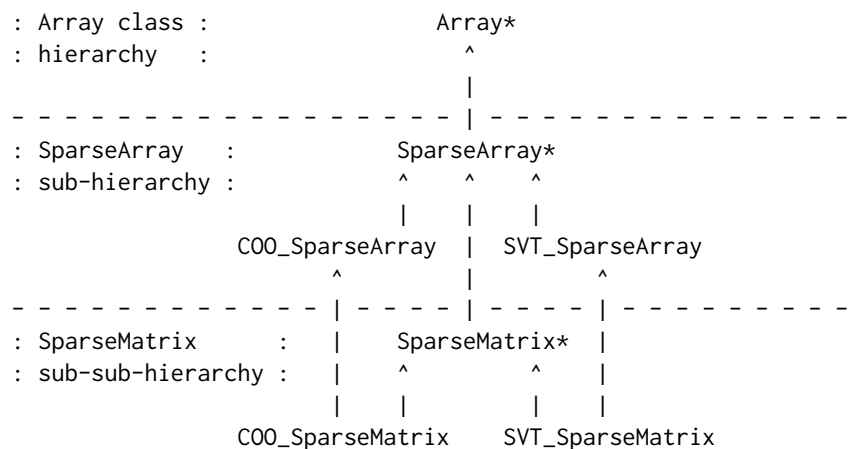 : Array class :                 Array*
: hierarchy   :                   ^
                                  |
- - - - - - - - - - - - - - - - - | - - - - - - - - - - - - - -
: SparseArray   :            SparseArray*
: sub-hierarchy :            ^    ^    ^
                             |    |    |
                 COO_SparseArray  |  SVT_SparseArray
                        ^         |         ^
- - - - - - - - - - - - | - - - - | - - - - | - - - - - - - - -
: SparseMatrix      :   |    SparseMatrix*  |
: sub-sub-hierarchy :   |    ^         ^    |
                        |    |         |    |
                 COO_SparseMatrix    SVT_SparseMatrix